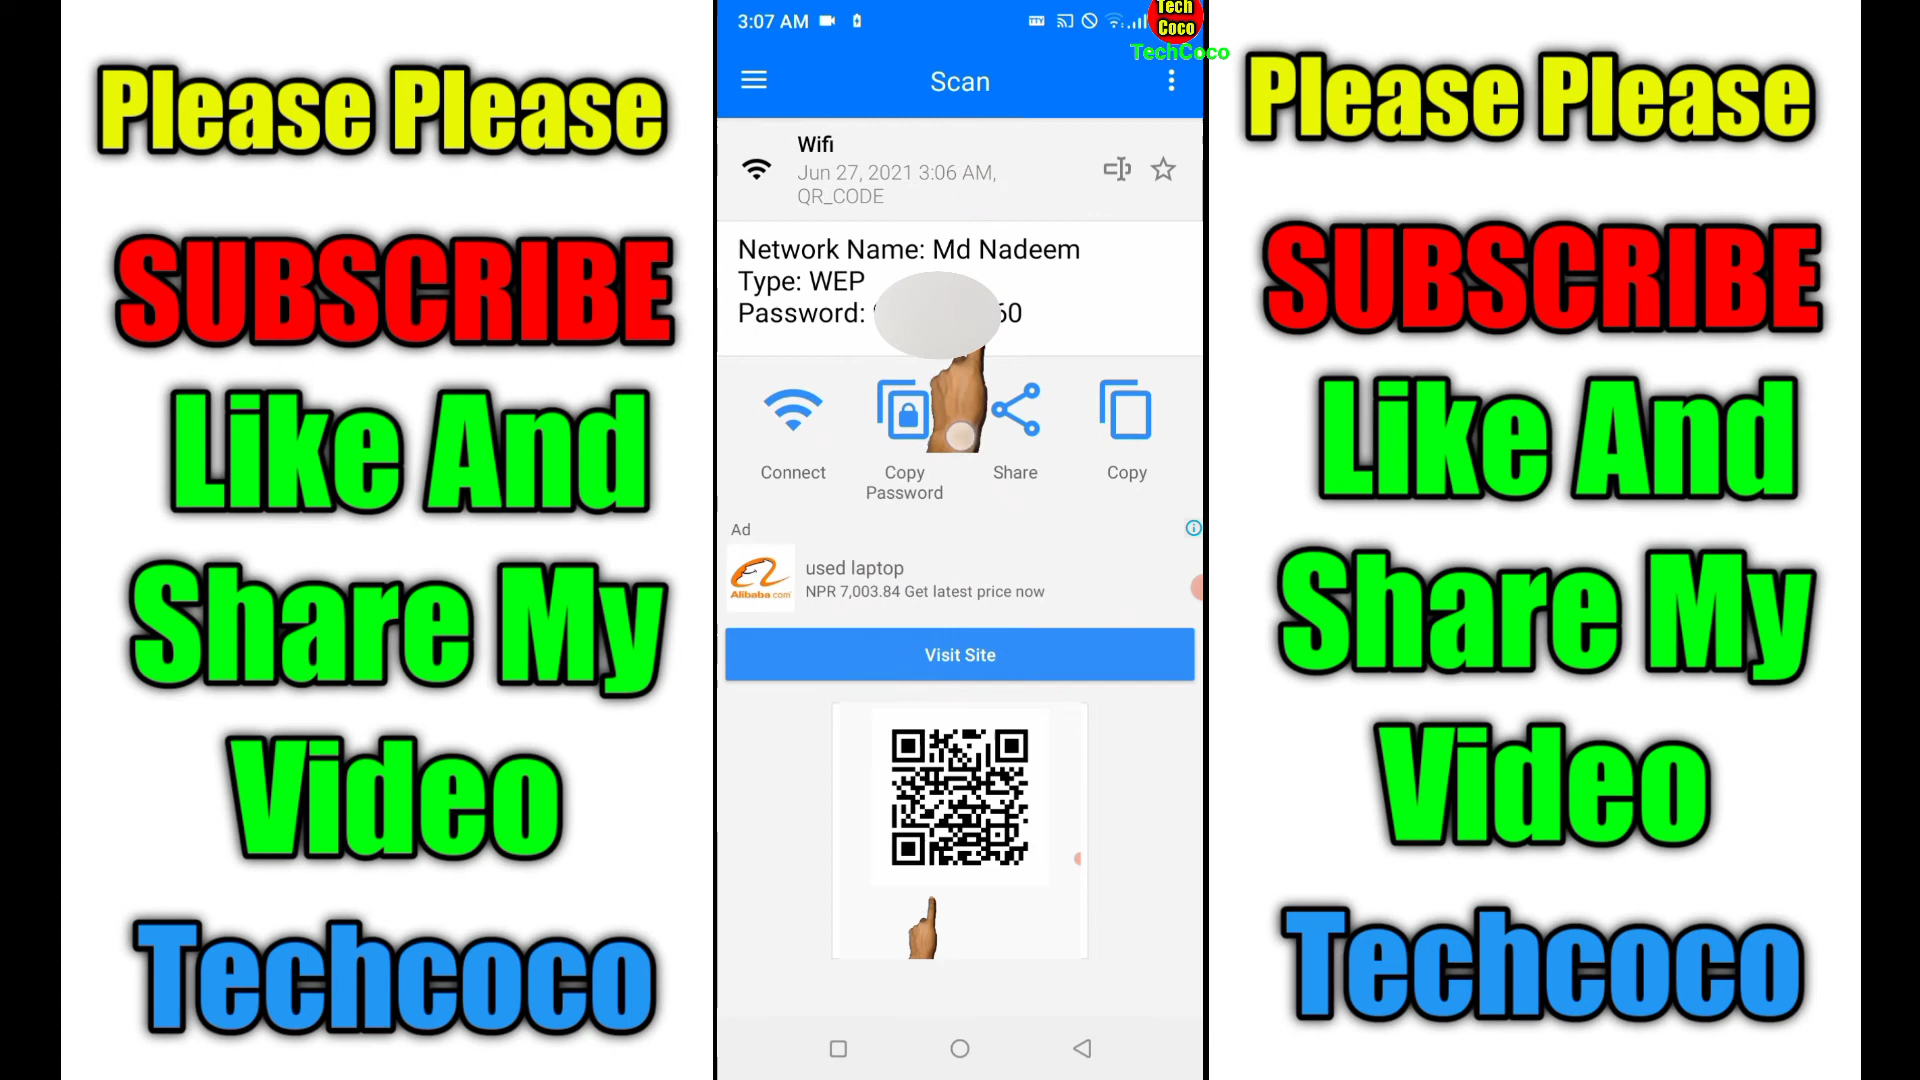 Please Please
SUBSCRIBE
Like And
Share My
Video
Techcoco
3:07 AM
Tech
Coco
TechCoco
Scan
Wifi
Jun 27, 2021 3:06 AM,
QR_CODE
Network Name: Md Nadeem
Type: WEP
Password: 60
Connect
Copy
Password
Share
Copy
Ad
Alibaba.com
used laptop
NPR 7,003.84 Get latest price now
Visit Site
Please Please
SUBSCRIBE
Like And
Share My
Video
Techcoco